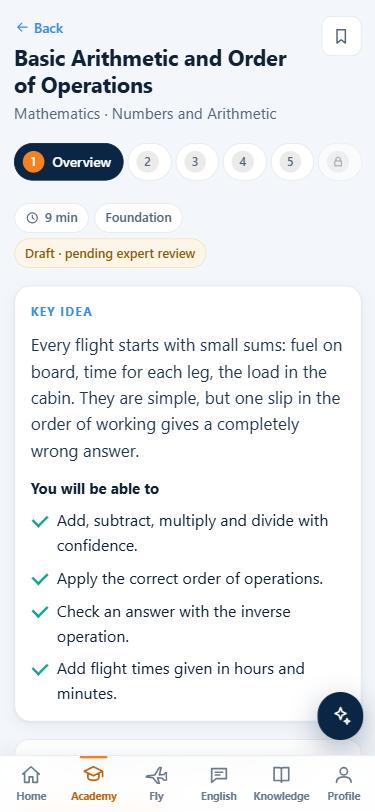 Back
Basic Arithmetic and Order
of Operations
Mathematics · Numbers and Arithmetic
1 Overview 2 3 4 5
9 min Foundation
Draft · pending expert review
KEY IDEA
Every flight starts with small sums: fuel on
board, time for each leg, the load in the
cabin. They are simple, but one slip in the
order of working gives a completely
wrong answer.
You will be able to
Add, subtract, multiply and divide with
confidence.
Apply the correct order of operations.
Check an answer with the inverse
operation.
Add flight times given in hours and
minutes.
Home Academy Fly English Knowledge Profile